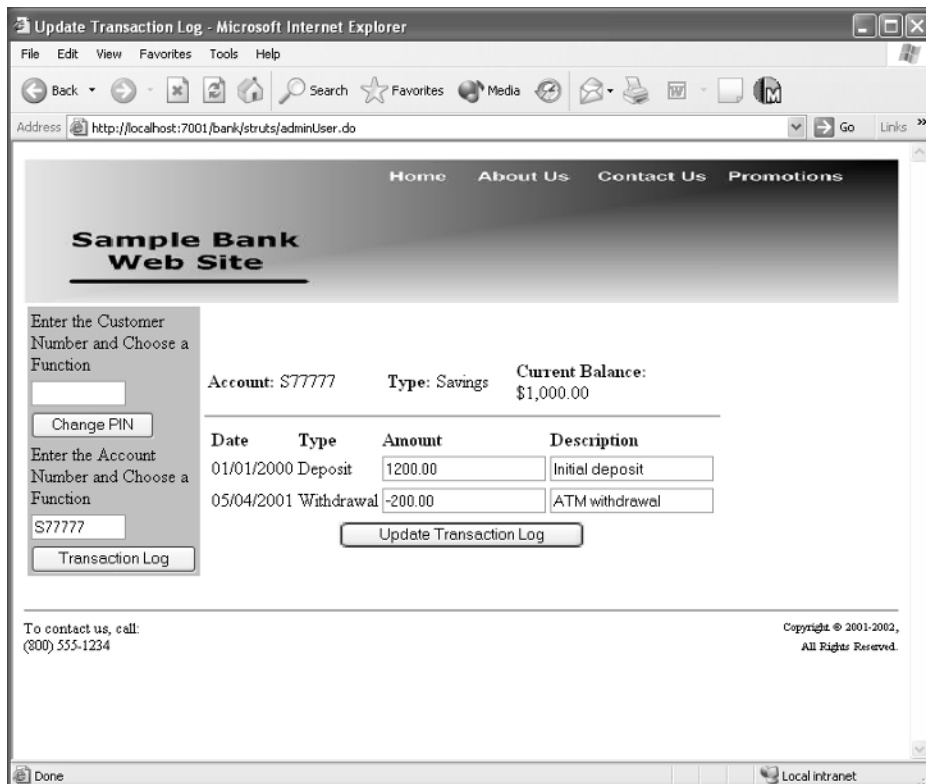 Update Transaction Log - Microsoft Internet Explorer
File Edit View Favorites Tools Help
Back Search Favorites Media
Address http://localhost:7001/bank/struts/adminUser.do Go Links »
Home About Us Contact Us Promotions
Sample Bank
Web Site
Enter the Customer
Number and Choose a
Function
Change PIN
Enter the Account
Number and Choose a
Function
S77777
Transaction Log
Account: S77777 Type: Savings Current Balance:
$1,000.00
Date Type Amount Description
01/01/2000 Deposit 1200.00 Initial deposit
05/04/2001 Withdrawal -200.00 ATM withdrawal
Update Transaction Log
To contact us, call:
(800) 555-1234
Copyright © 2001-2002,
All Rights Reserved.
Done Local intranet